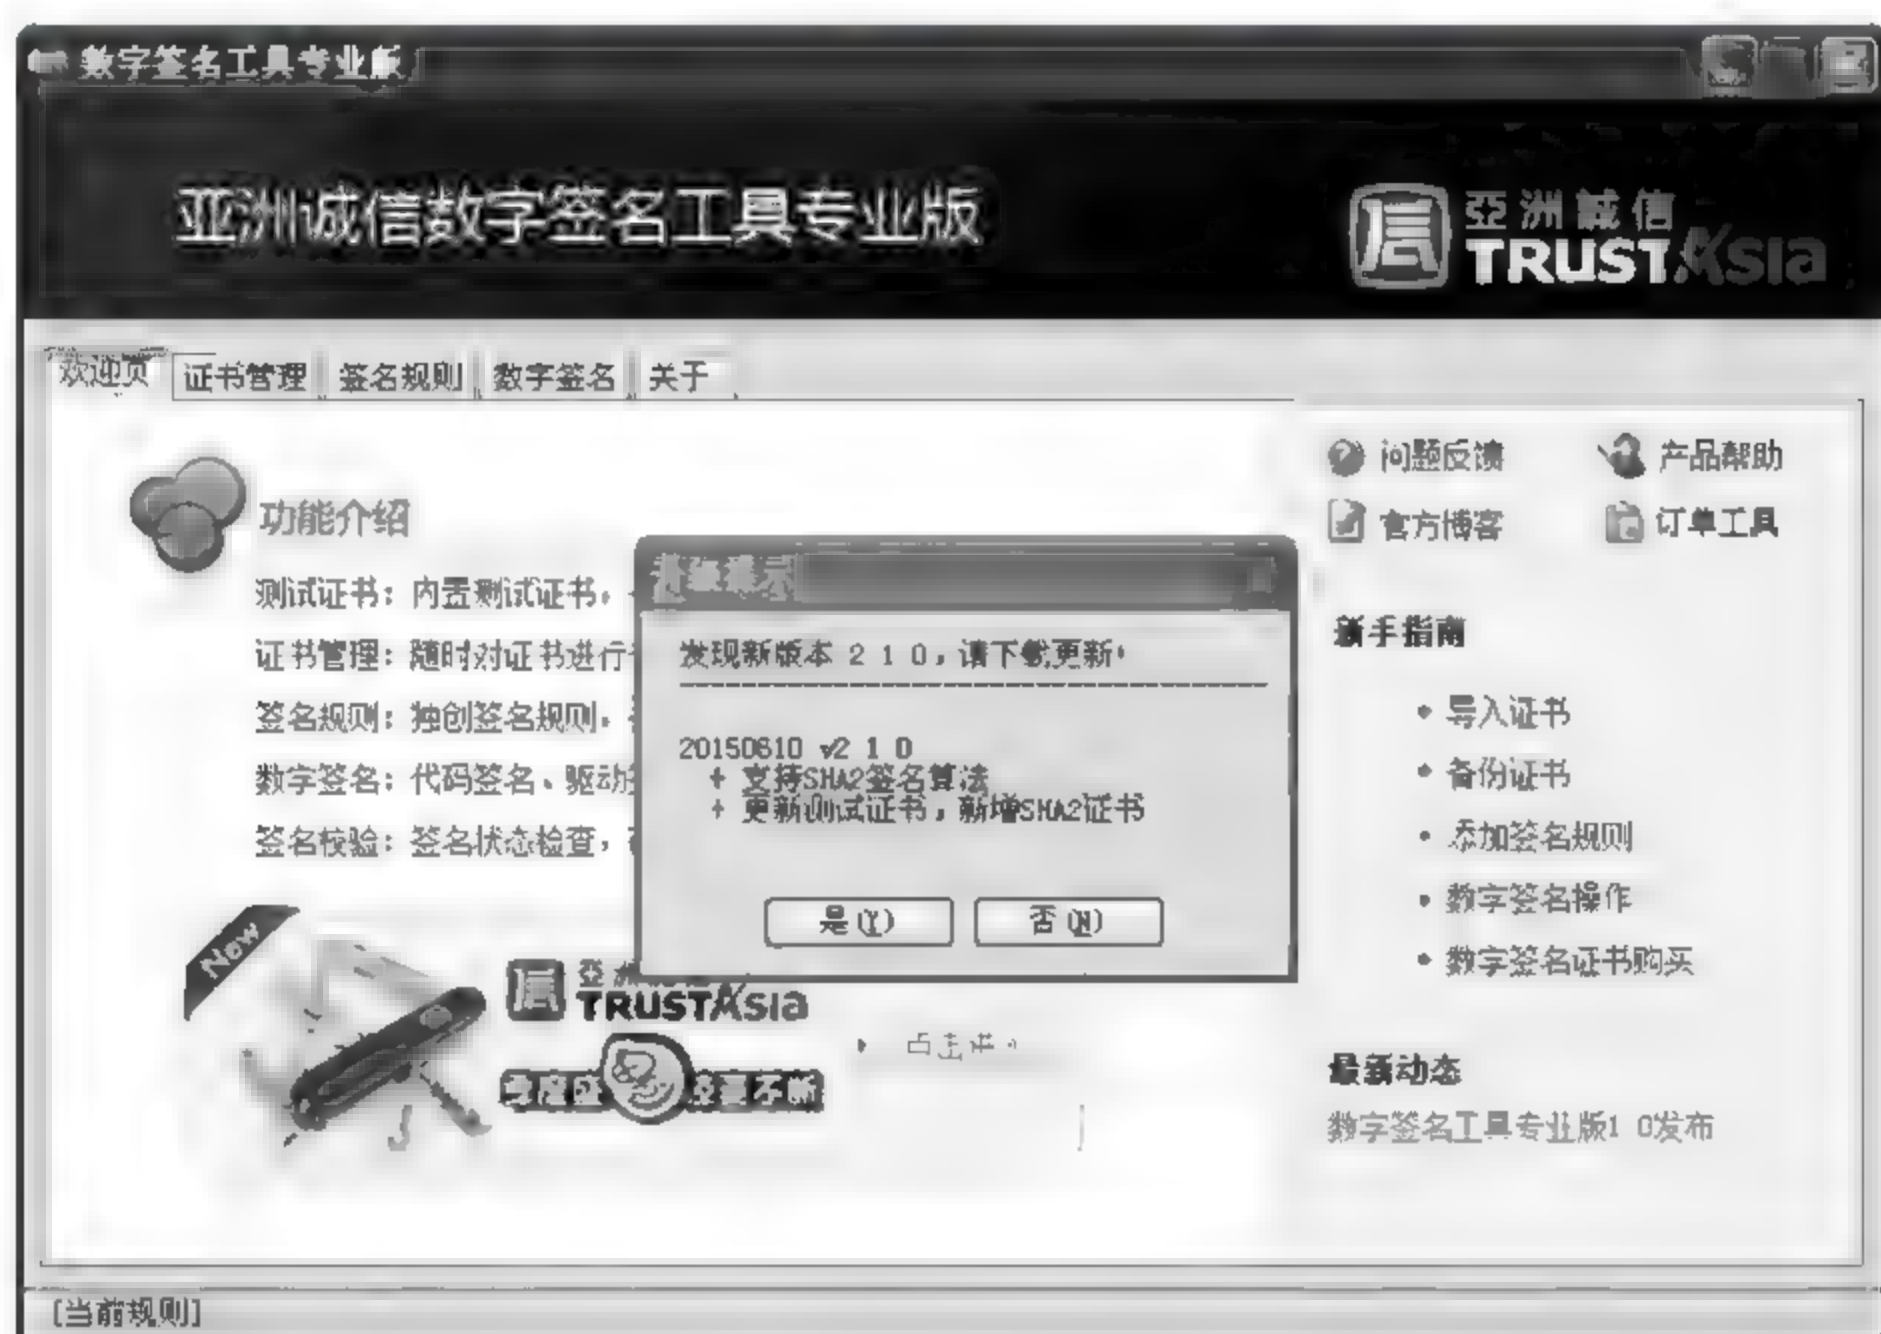 数字签名工具专业版
亚洲诚信数字签名工具专业版
亞洲誠信
TRUSTAsia
欢迎页 证书管理 签名规则 数字签名 关于
问题反馈 产品帮助
官方博客 订单工具
功能介绍
测试证书：内置测试证书，
证书管理：随时对证书进行
签名规则：独创签名规则，
数字签名：代码签名、驱动
签名校验：签名状态检查，
升级提示
发现新版本 2 1 0，请下载更新！
20150610 v2 1 0
+ 支持SHA2签名算法
+ 更新测试证书，新增SHA2证书
是(Y) 否(N)
新手指南
• 导入证书
• 备份证书
• 添加签名规则
• 数字签名操作
• 数字签名证书购买
New
亞洲
TRUSTAsia
不断
最新动态
数字签名工具专业版1 0发布
[当前规则]